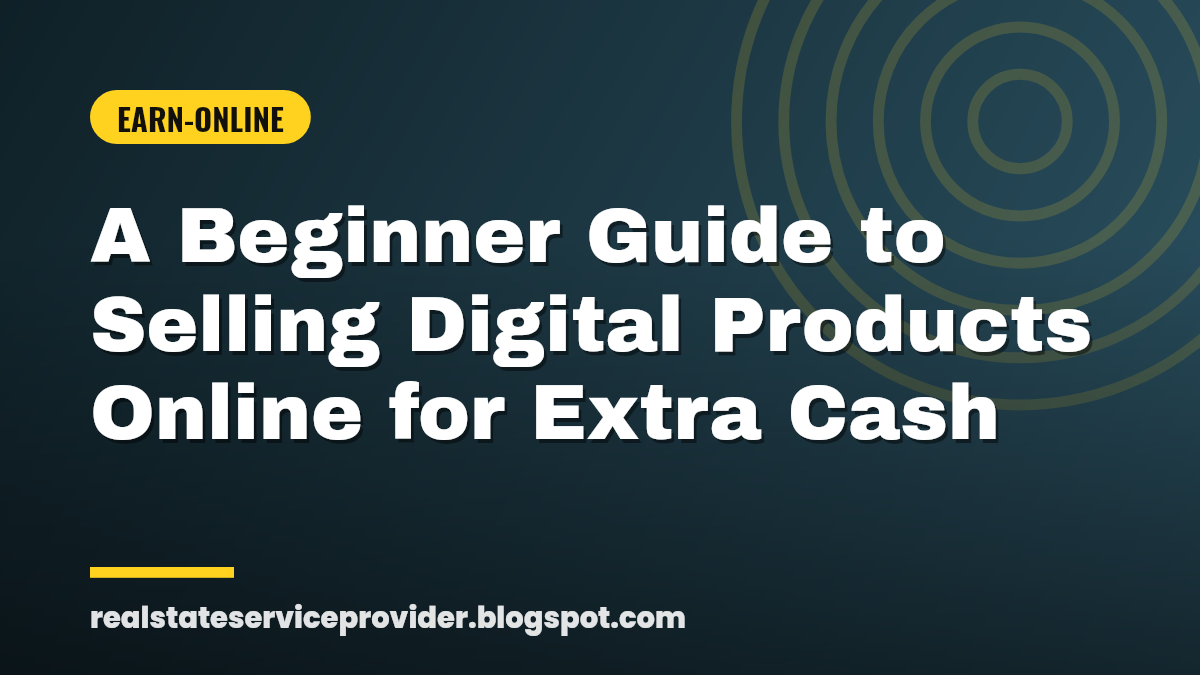 EARN-ONLINE
A Beginner Guide to
Selling Digital Products
Online for Extra Cash
realstateserviceprovider.blogspot.com